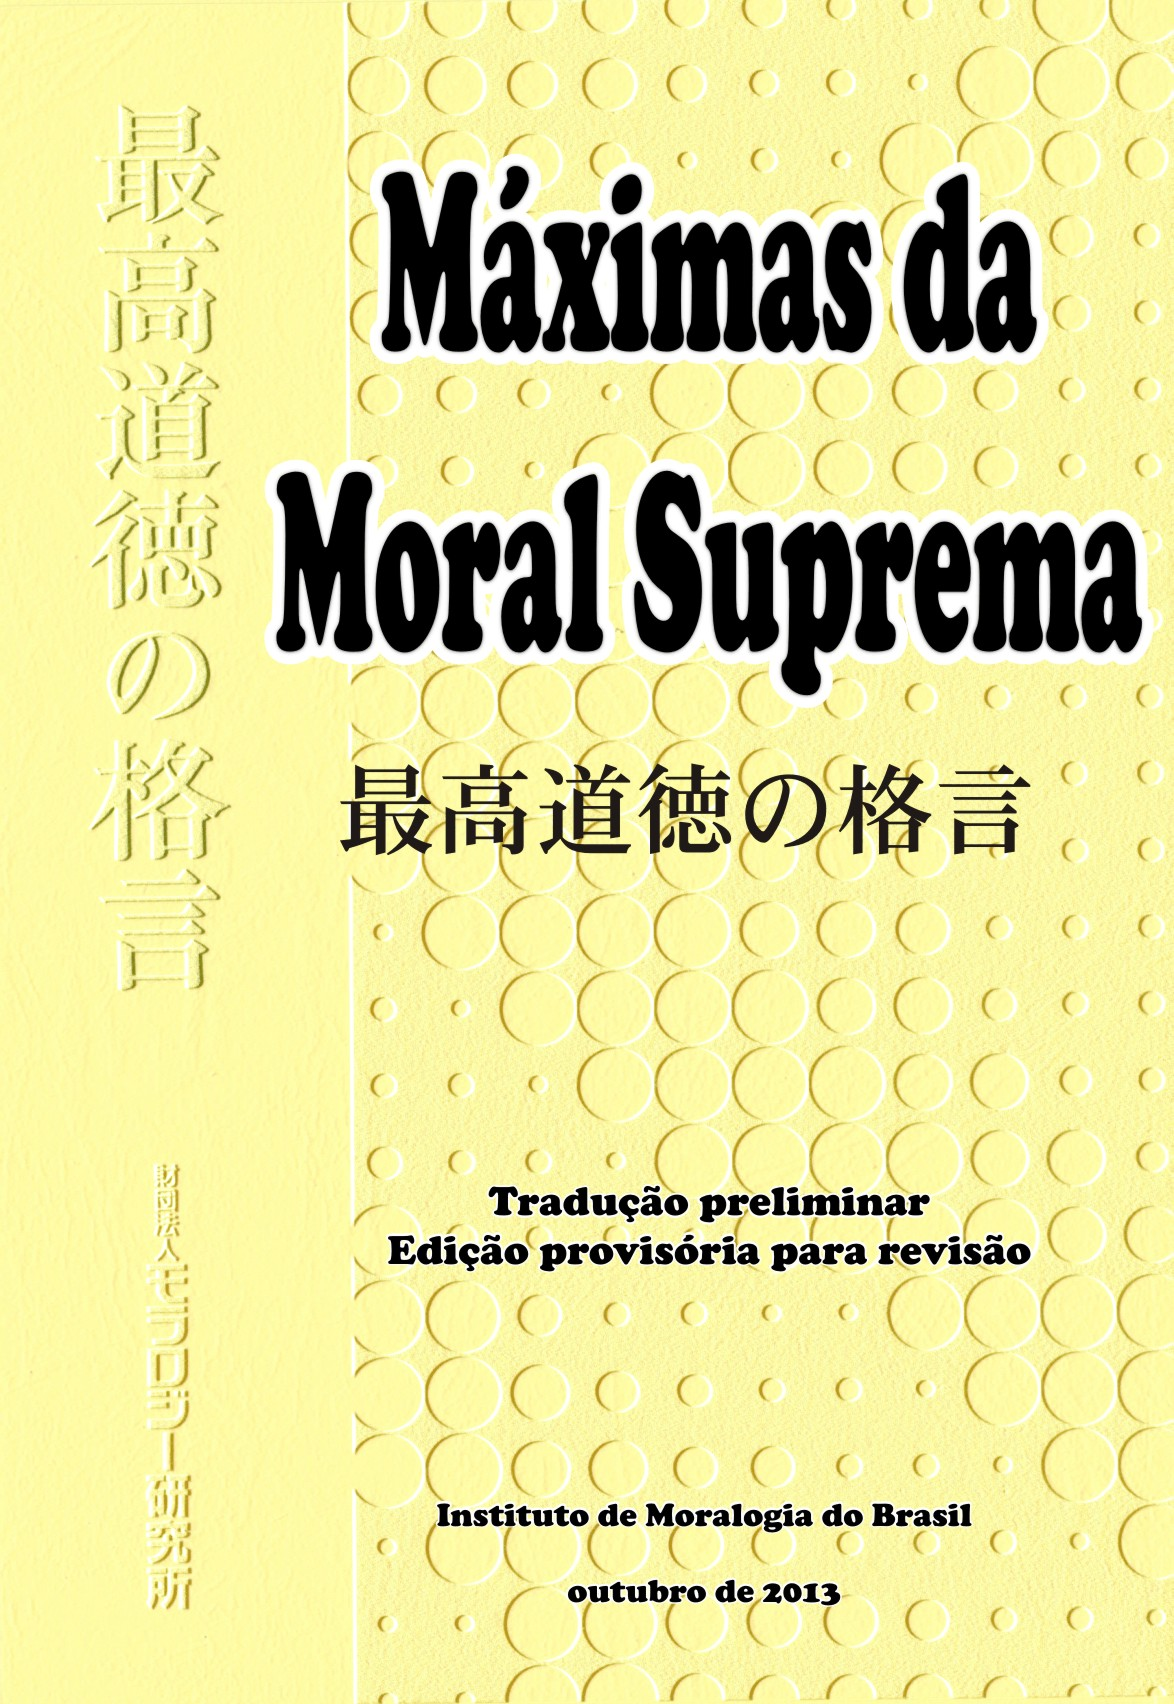 最高道徳の格言
財団法人モラロジー研究所
Máximas da
Moral Suprema
最高道徳の格言
Tradução preliminar
Edição provisória para revisão
Instituto de Moralogia do Brasil
outubro de 2013